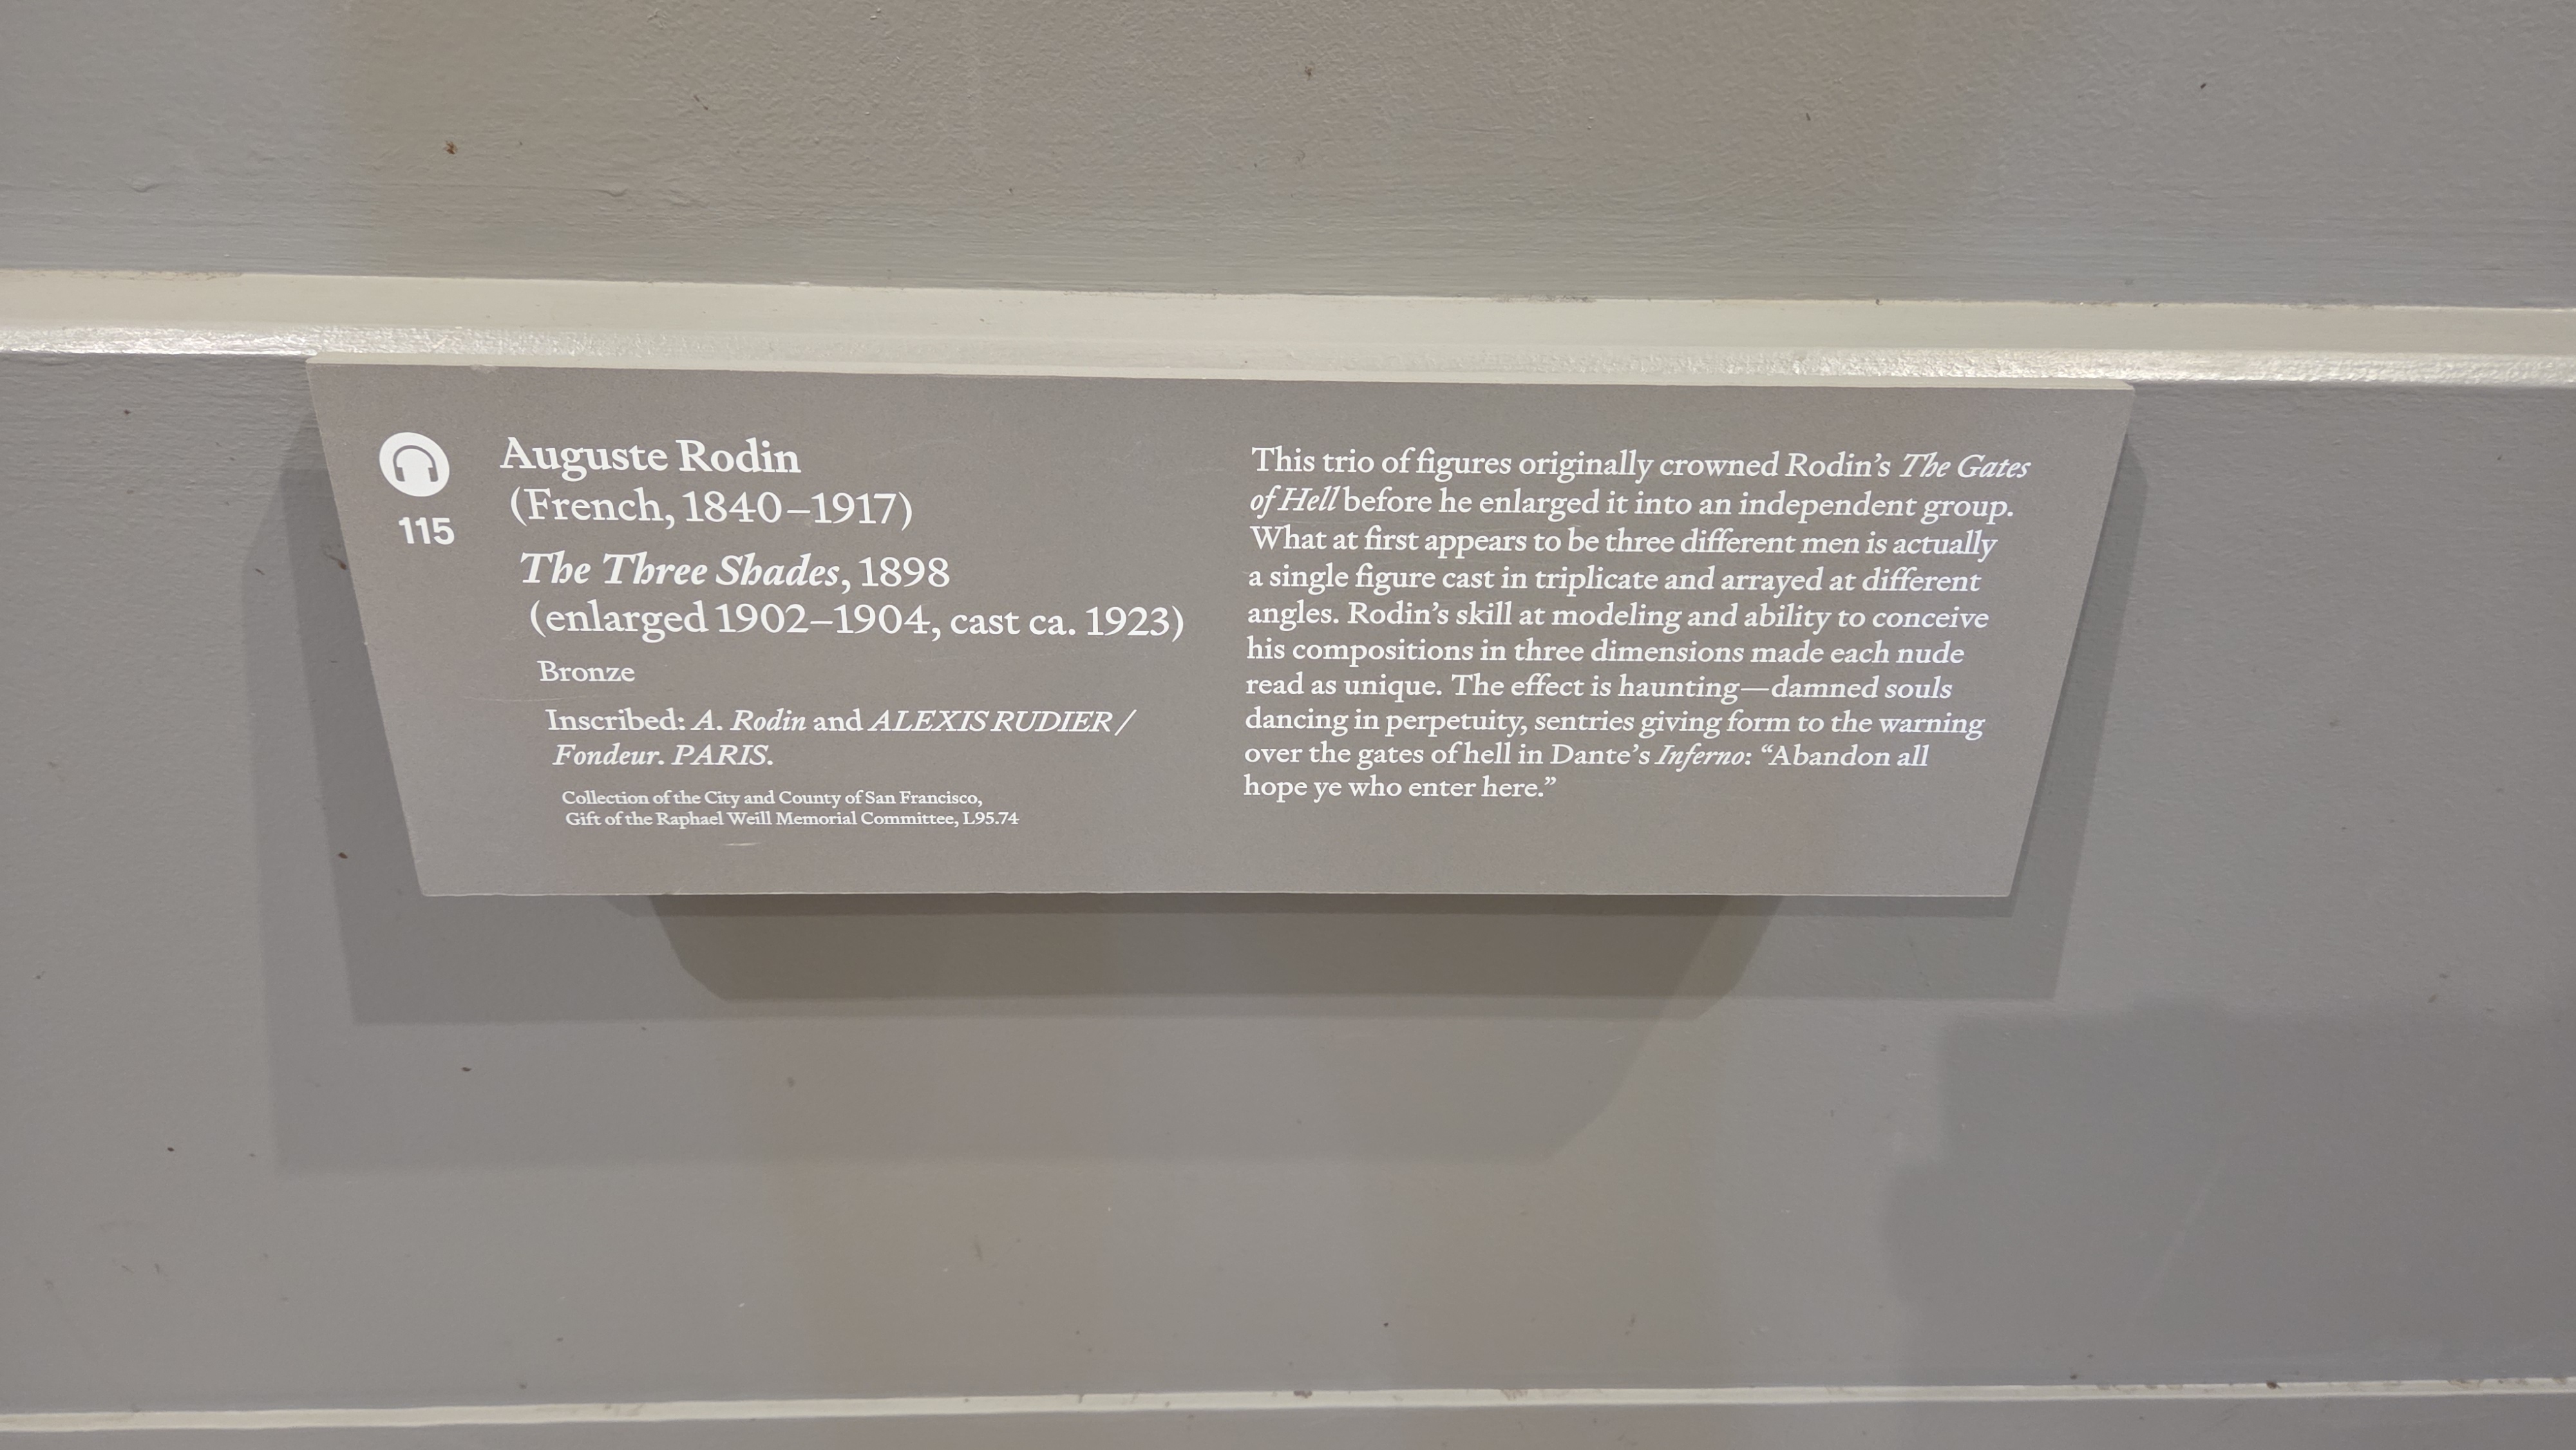 115
Auguste Rodin
(French, 1840–1917)
The Three Shades, 1898
(enlarged 1902–1904, cast ca. 1923)
Bronze
Inscribed: A. Rodin and ALEXIS RUDIER /
Fondeur. PARIS.
Collection of the City and County of San Francisco,
Gift of the Raphael Weill Memorial Committee, L95.74
This trio of figures originally crowned Rodin’s The Gates
of Hell before he enlarged it into an independent group.
What at first appears to be three different men is actually
a single figure cast in triplicate and arrayed at different
angles. Rodin’s skill at modeling and ability to conceive
his compositions in three dimensions made each nude
read as unique. The effect is haunting—damned souls
dancing in perpetuity, sentries giving form to the warning
over the gates of hell in Dante’s Inferno: “Abandon all
hope ye who enter here.”